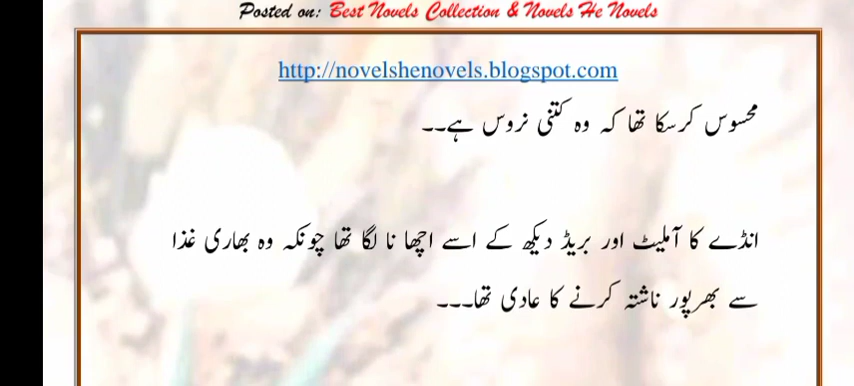 Posted on: Best Novels Collection & Novels He Novels
http://novelshenovels.blogspot.com
محسوس کرسکا تھا کہ وہ کتنی نروس ہے۔۔
انڈے کا آملیٹ اور بریڈ دیکھ کے اسے اچھا نا لگا تھا چونکہ وہ بھاری غذا
سے بھرپور ناشتہ کرنے کا عادی تھا۔۔۔